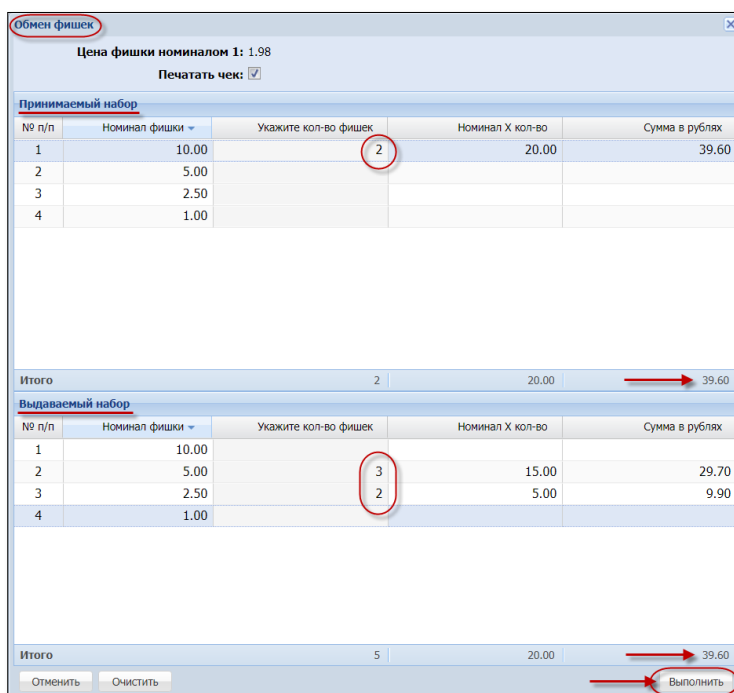 Обмен фишек
Цена фишки номиналом 1: 1.98
Печатать чек:
Принимаемый набор
№ п/п Номинал фишки Укажите кол-во фишек Номинал X кол-во Сумма в рублях
1 10.00 2 20.00 39.60
2 5.00
3 2.50
4 1.00
Итого 2 20.00 39.60
Выдаваемый набор
№ п/п Номинал фишки Укажите кол-во фишек Номинал X кол-во Сумма в рублях
1 10.00
2 5.00 3 15.00 29.70
3 2.50 2 5.00 9.90
4 1.00
Итого 5 20.00 39.60
Отменить Очистить Выполнить